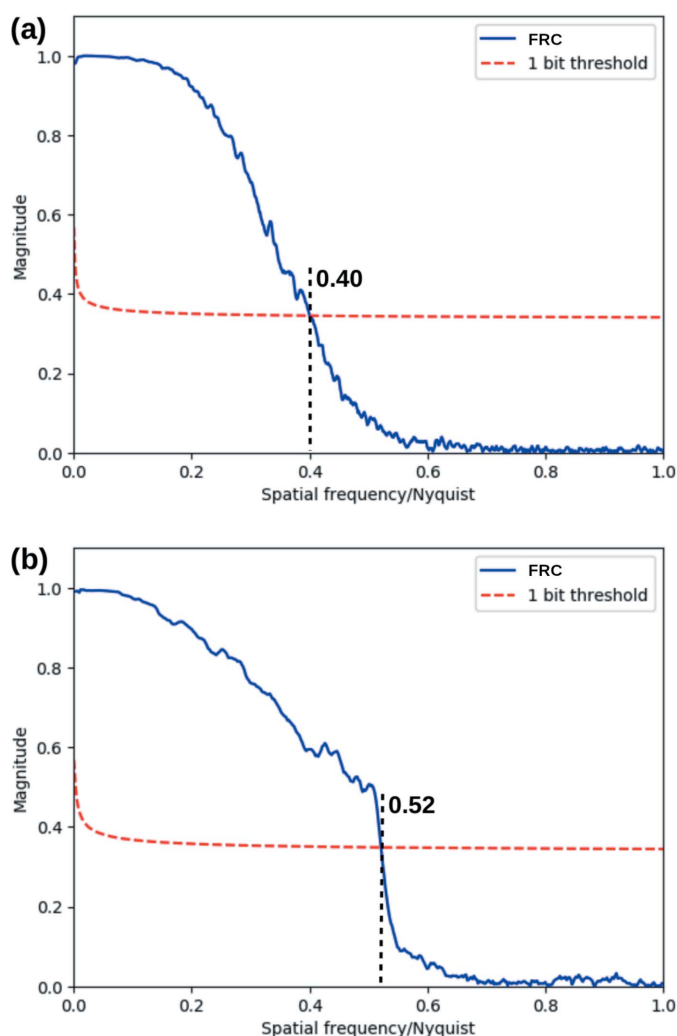 (a)
FRC
1 bit threshold
1.0
0.8
0.6
0.4
0.2
0.0
Magnitude
0.40
0.0 0.2 0.4 0.6 0.8 1.0
Spatial frequency/Nyquist
(b)
FRC
1 bit threshold
1.0
0.8
0.6
0.4
0.2
0.0
Magnitude
0.52
0.0 0.2 0.4 0.6 0.8 1.0
Spatial frequency/Nyquist